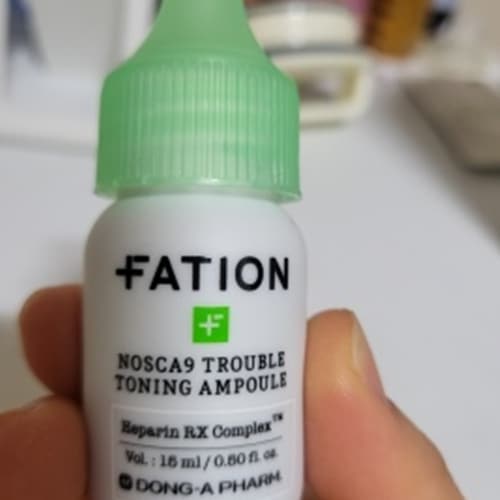 FATION
NOSCA9 TROUBLE
TONING AMPOULE
Heparin RX Complex™
Vol. : 15 ml / 0.50 fl. oz.
DONG-A PHARM.